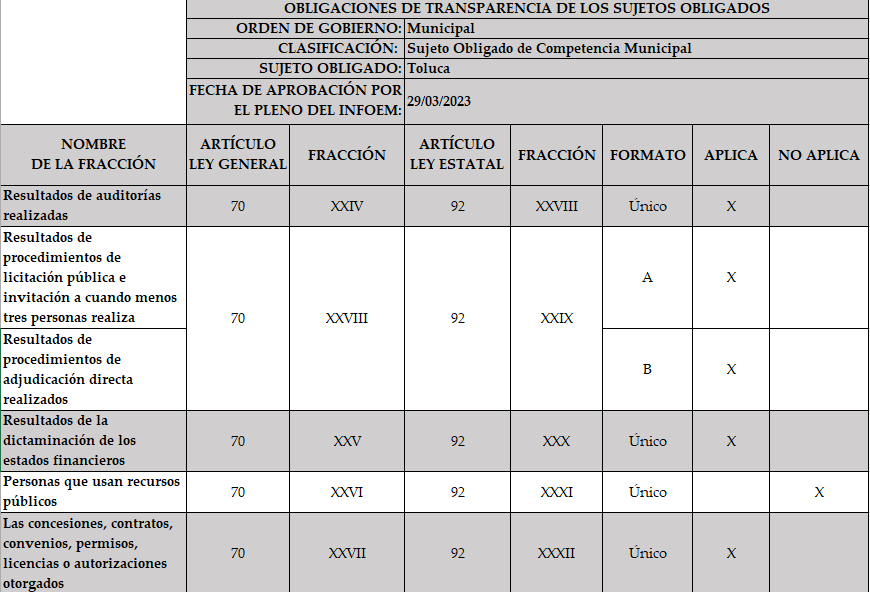 OBLIGACIONES DE TRANSPARENCIA DE LOS SUJETOS OBLIGADOS
ORDEN DE GOBIERNO: Municipal
CLASIFICACIÓN: Sujeto Obligado de Competencia Municipal
SUJETO OBLIGADO: Toluca
FECHA DE APROBACIÓN POR
EL PLENO DEL INFOEM: 29/03/2023
NOMBRE
DE LA FRACCIÓN
ARTÍCULO
LEY GENERAL
FRACCIÓN
ARTÍCULO
LEY ESTATAL
FRACCIÓN
FORMATO
APLICA
NO APLICA
Resultados de auditorías
realizadas
70 XXIV 92 XXVIII Único X
Resultados de
procedimientos de
licitación pública e
invitación a cuando menos
tres personas realiza
70 XXVIII 92 XXIX
A X
Resultados de
procedimientos de
adjudicación directa
realizados
B X
Resultados de la
dictaminación de los
estados financieros
70 XXV 92 XXX Único X
Personas que usan recursos
públicos
70 XXVI 92 XXXI Único X
Las concesiones, contratos,
convenios, permisos,
licencias o autorizaciones
otorgados
70 XXVII 92 XXXII Único X